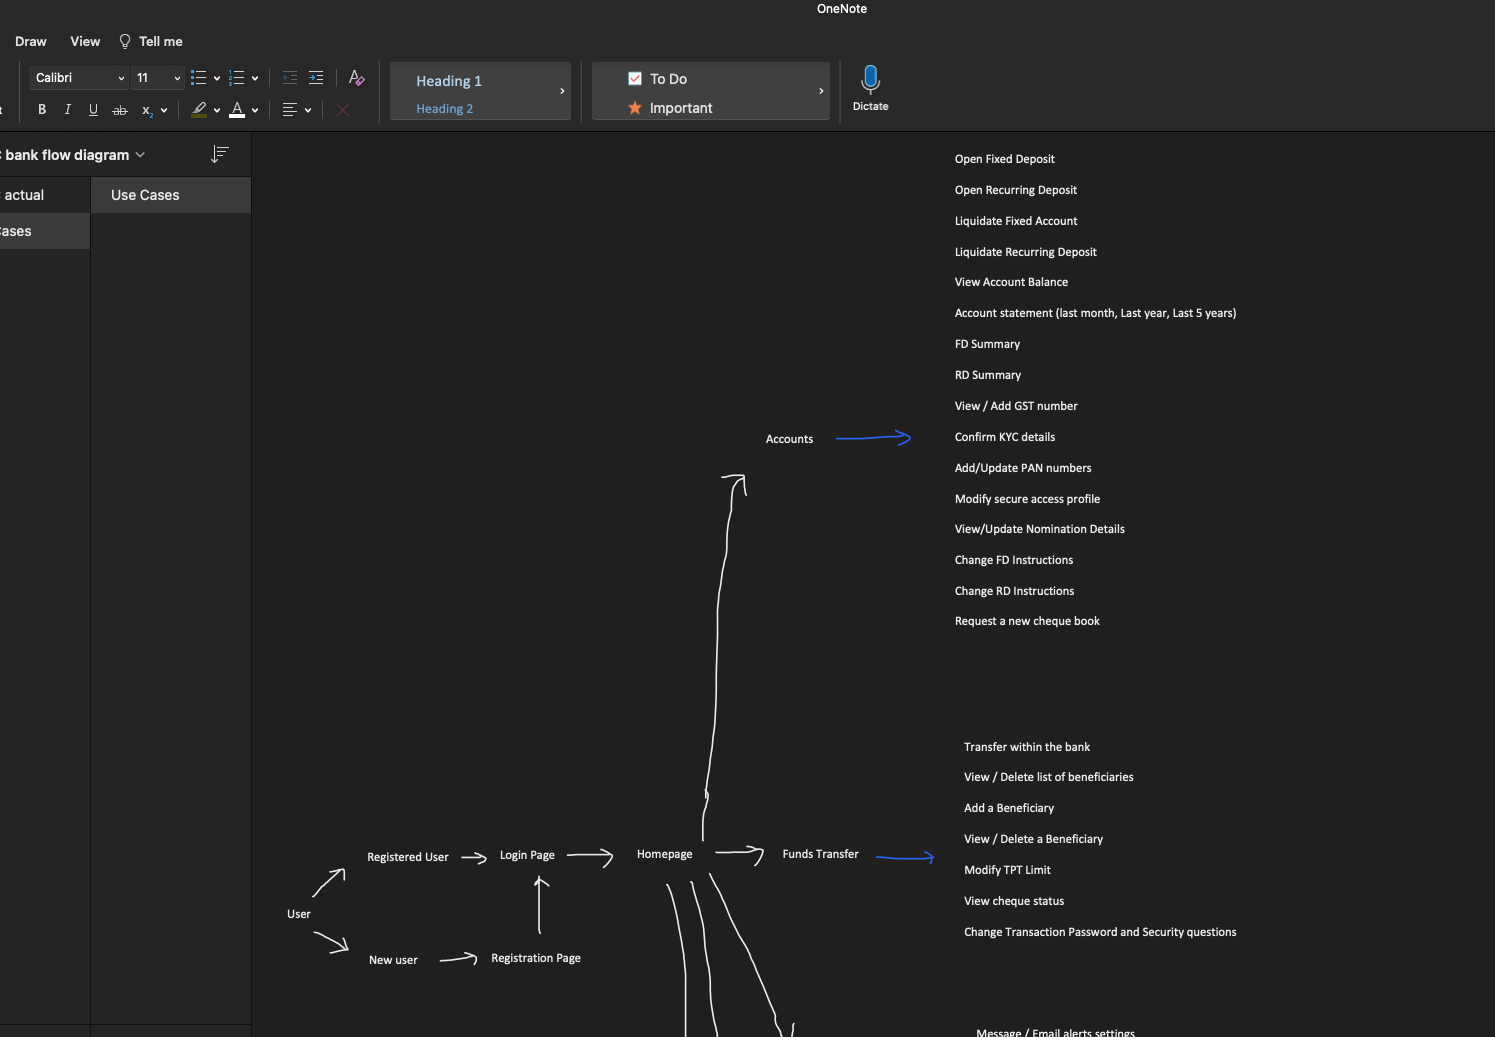 OneNote
Draw View Tell me
Calibri 11
Heading 1
Heading 2
To Do
Important
Dictate
bank flow diagram
actual
Use Cases
ases
Open Fixed Deposit
Open Recurring Deposit
Liquidate Fixed Account
Liquidate Recurring Deposit
View Account Balance
Account statement (last month, Last year, Last 5 years)
FD Summary
RD Summary
View / Add GST number
Accounts
Confirm KYC details
Add/Update PAN numbers
Modify secure access profile
View/Update Nomination Details
Change FD Instructions
Change RD Instructions
Request a new cheque book
Transfer within the bank
View / Delete list of beneficiaries
Add a Beneficiary
View / Delete a Beneficiary
Registered User Login Page Homepage Funds Transfer
Modify TPT Limit
View cheque status
User
Change Transaction Password and Security questions
New user Registration Page
Message / Email alerts settings